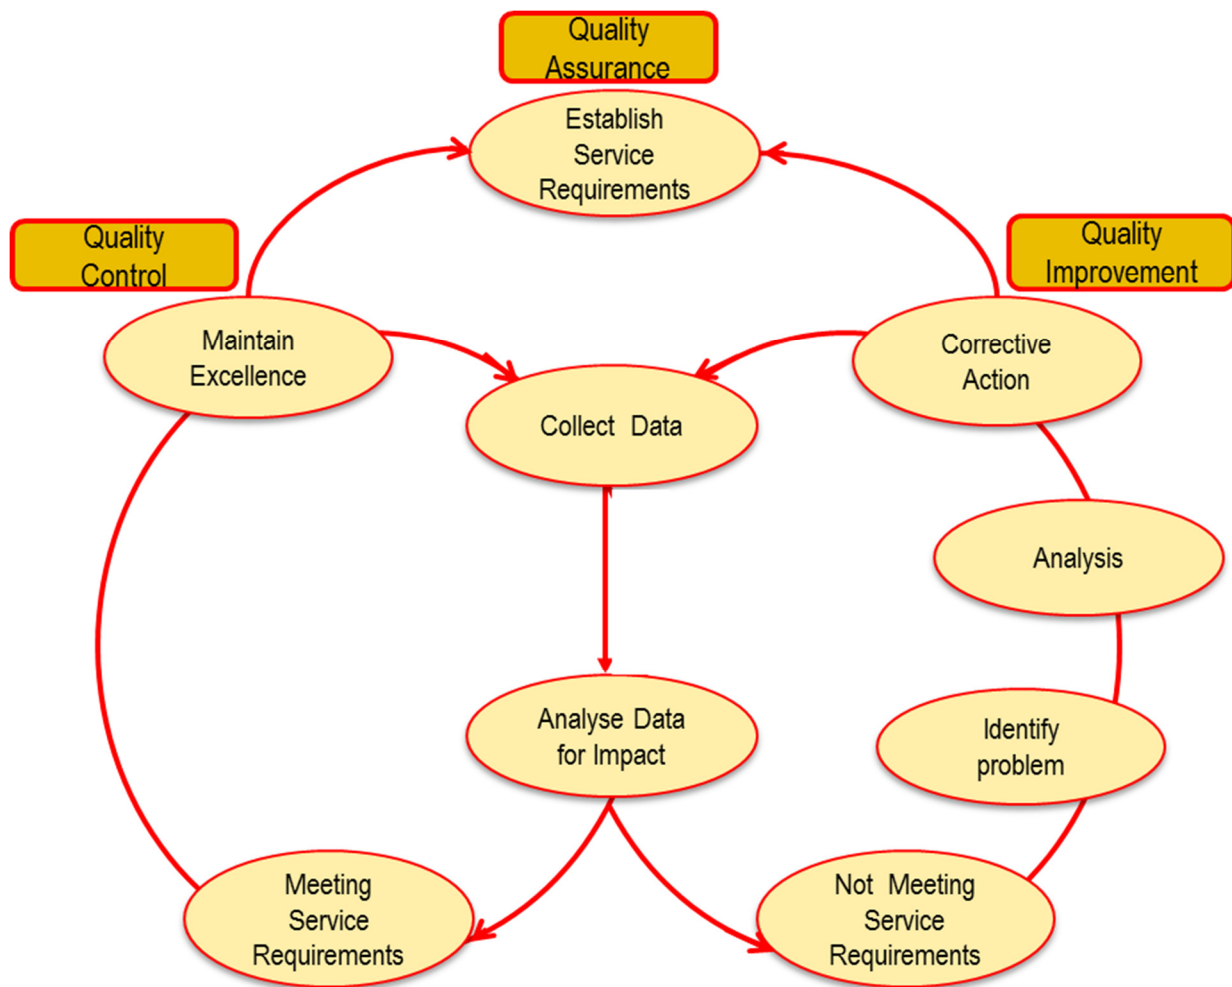 Quality
Assurance
Establish
Service
Requirements
Quality
Control
Quality
Improvement
Maintain
Excellence
Corrective
Action
Collect Data
Analysis
Analyse Data
for Impact
Identify
problem
Meeting
Service
Requirements
Not Meeting
Service
Requirements